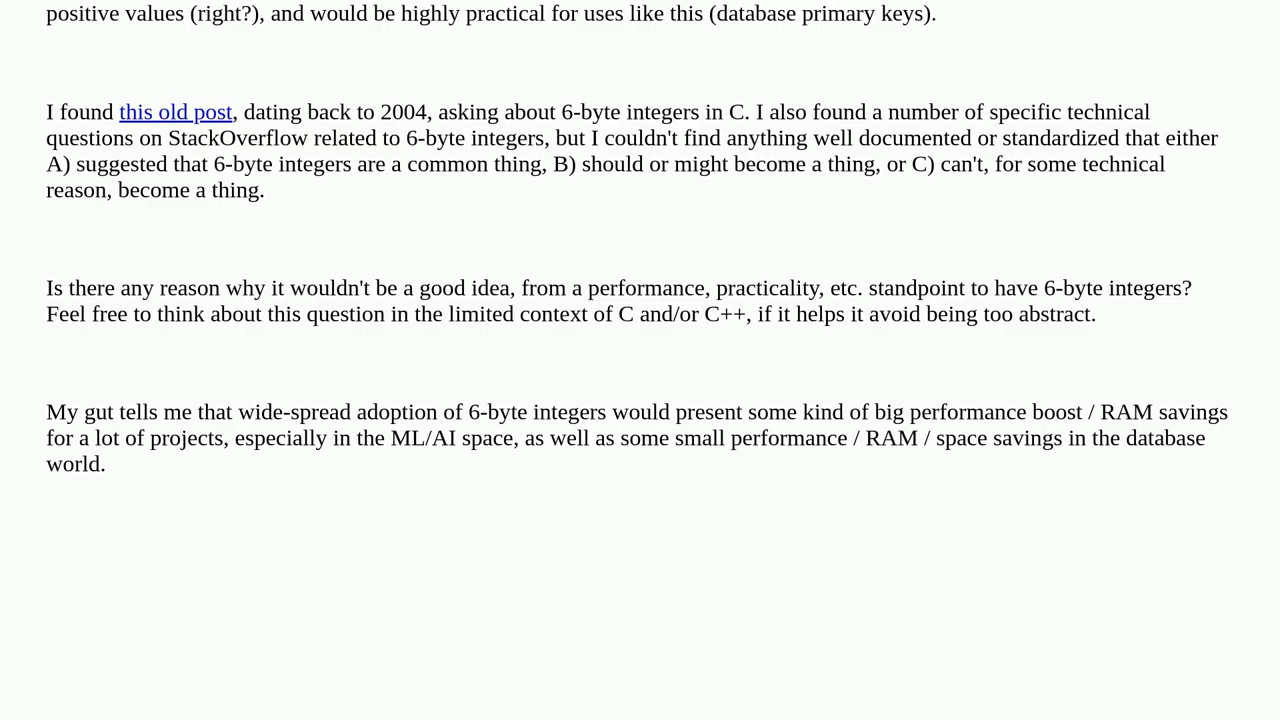 positive values (right?), and would be highly practical for uses like this (database primary keys).
I found this old post, dating back to 2004, asking about 6-byte integers in C. I also found a number of specific technical
questions on StackOverflow related to 6-byte integers, but I couldn't find anything well documented or standardized that either
A) suggested that 6-byte integers are a common thing, B) should or might become a thing, or C) can't, for some technical
reason, become a thing.
Is there any reason why it wouldn't be a good idea, from a performance, practicality, etc. standpoint to have 6-byte integers?
Feel free to think about this question in the limited context of C and/or C++, if it helps it avoid being too abstract.
My gut tells me that wide-spread adoption of 6-byte integers would present some kind of big performance boost / RAM savings
for a lot of projects, especially in the ML/AI space, as well as some small performance / RAM / space savings in the database
world.